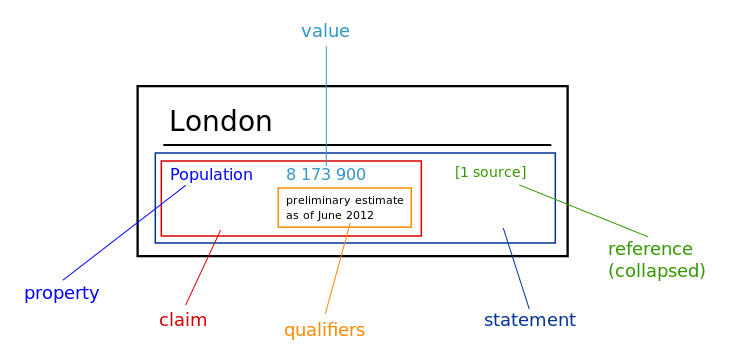 value
London
Population 8 173 900 [1 source]
preliminary estimate
as of June 2012
reference
(collapsed)
property
claim
qualifiers
statement